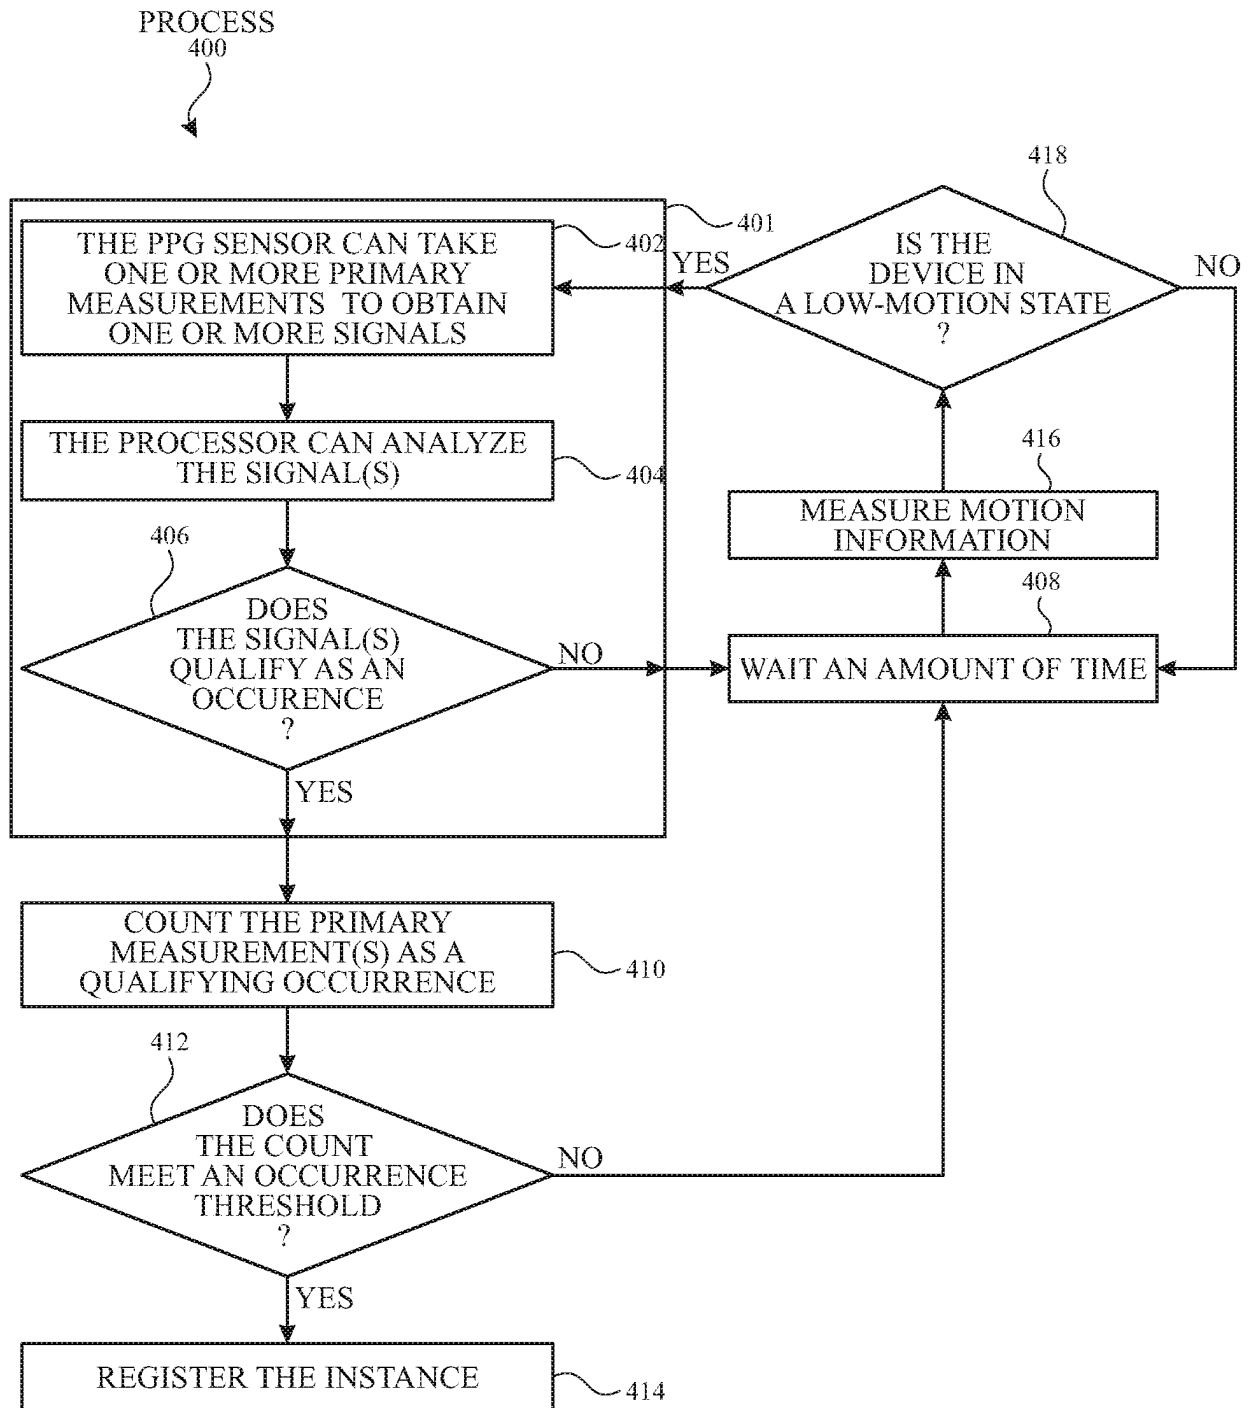 PROCESS
400
401
THE PPG SENSOR CAN TAKE
ONE OR MORE PRIMARY
MEASUREMENTS TO OBTAIN
ONE OR MORE SIGNALS
402
THE PROCESSOR CAN ANALYZE
THE SIGNAL(S)
404
406
DOES
THE SIGNAL(S)
QUALIFY AS AN
OCCURENCE
?
NO
YES
COUNT THE PRIMARY
MEASUREMENT(S) AS A
QUALIFYING OCCURRENCE
410
412
DOES
THE COUNT
MEET AN OCCURRENCE
THRESHOLD
?
NO
YES
REGISTER THE INSTANCE
414
418
IS THE
DEVICE IN
A LOW-MOTION STATE
?
YES
NO
416
MEASURE MOTION
INFORMATION
408
WAIT AN AMOUNT OF TIME